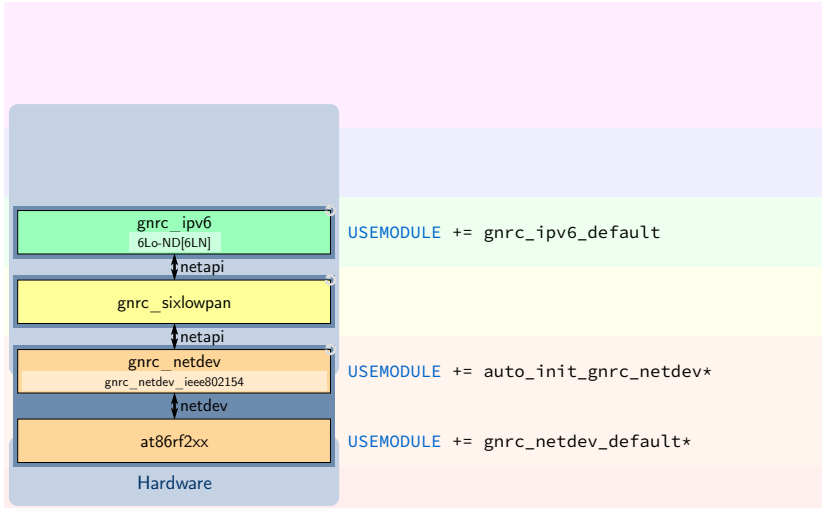 gnrc_ipv6
6Lo-ND[6LN]
USEMODULE += gnrc_ipv6_default
netapi
gnrc_sixlowpan
netapi
gnrc_netdev
gnrc_netdev_ieee802154
USEMODULE += auto_init_gnrc_netdev*
netdev
at86rf2xx
USEMODULE += gnrc_netdev_default*
Hardware